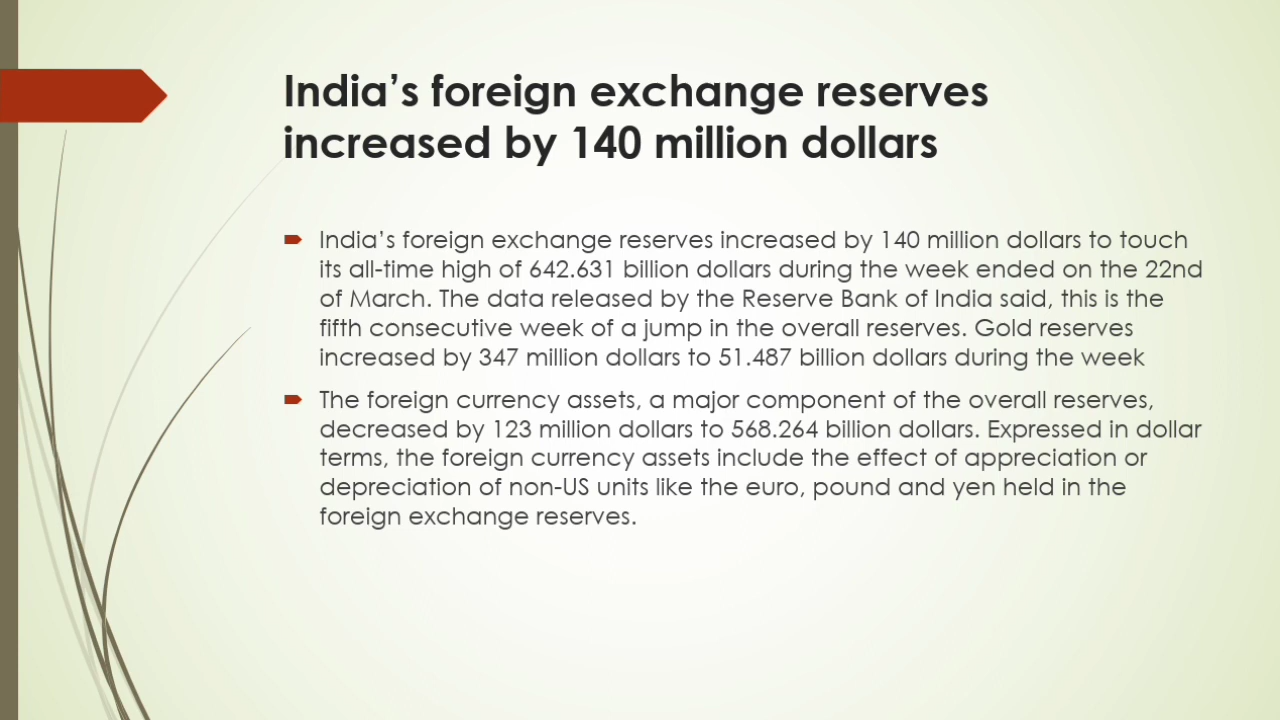 India’s foreign exchange reserves
increased by 140 million dollars
India’s foreign exchange reserves increased by 140 million dollars to touch
its all-time high of 642.631 billion dollars during the week ended on the 22nd
of March. The data released by the Reserve Bank of India said, this is the
fifth consecutive week of a jump in the overall reserves. Gold reserves
increased by 347 million dollars to 51.487 billion dollars during the week
The foreign currency assets, a major component of the overall reserves,
decreased by 123 million dollars to 568.264 billion dollars. Expressed in dollar
terms, the foreign currency assets include the effect of appreciation or
depreciation of non-US units like the euro, pound and yen held in the
foreign exchange reserves.